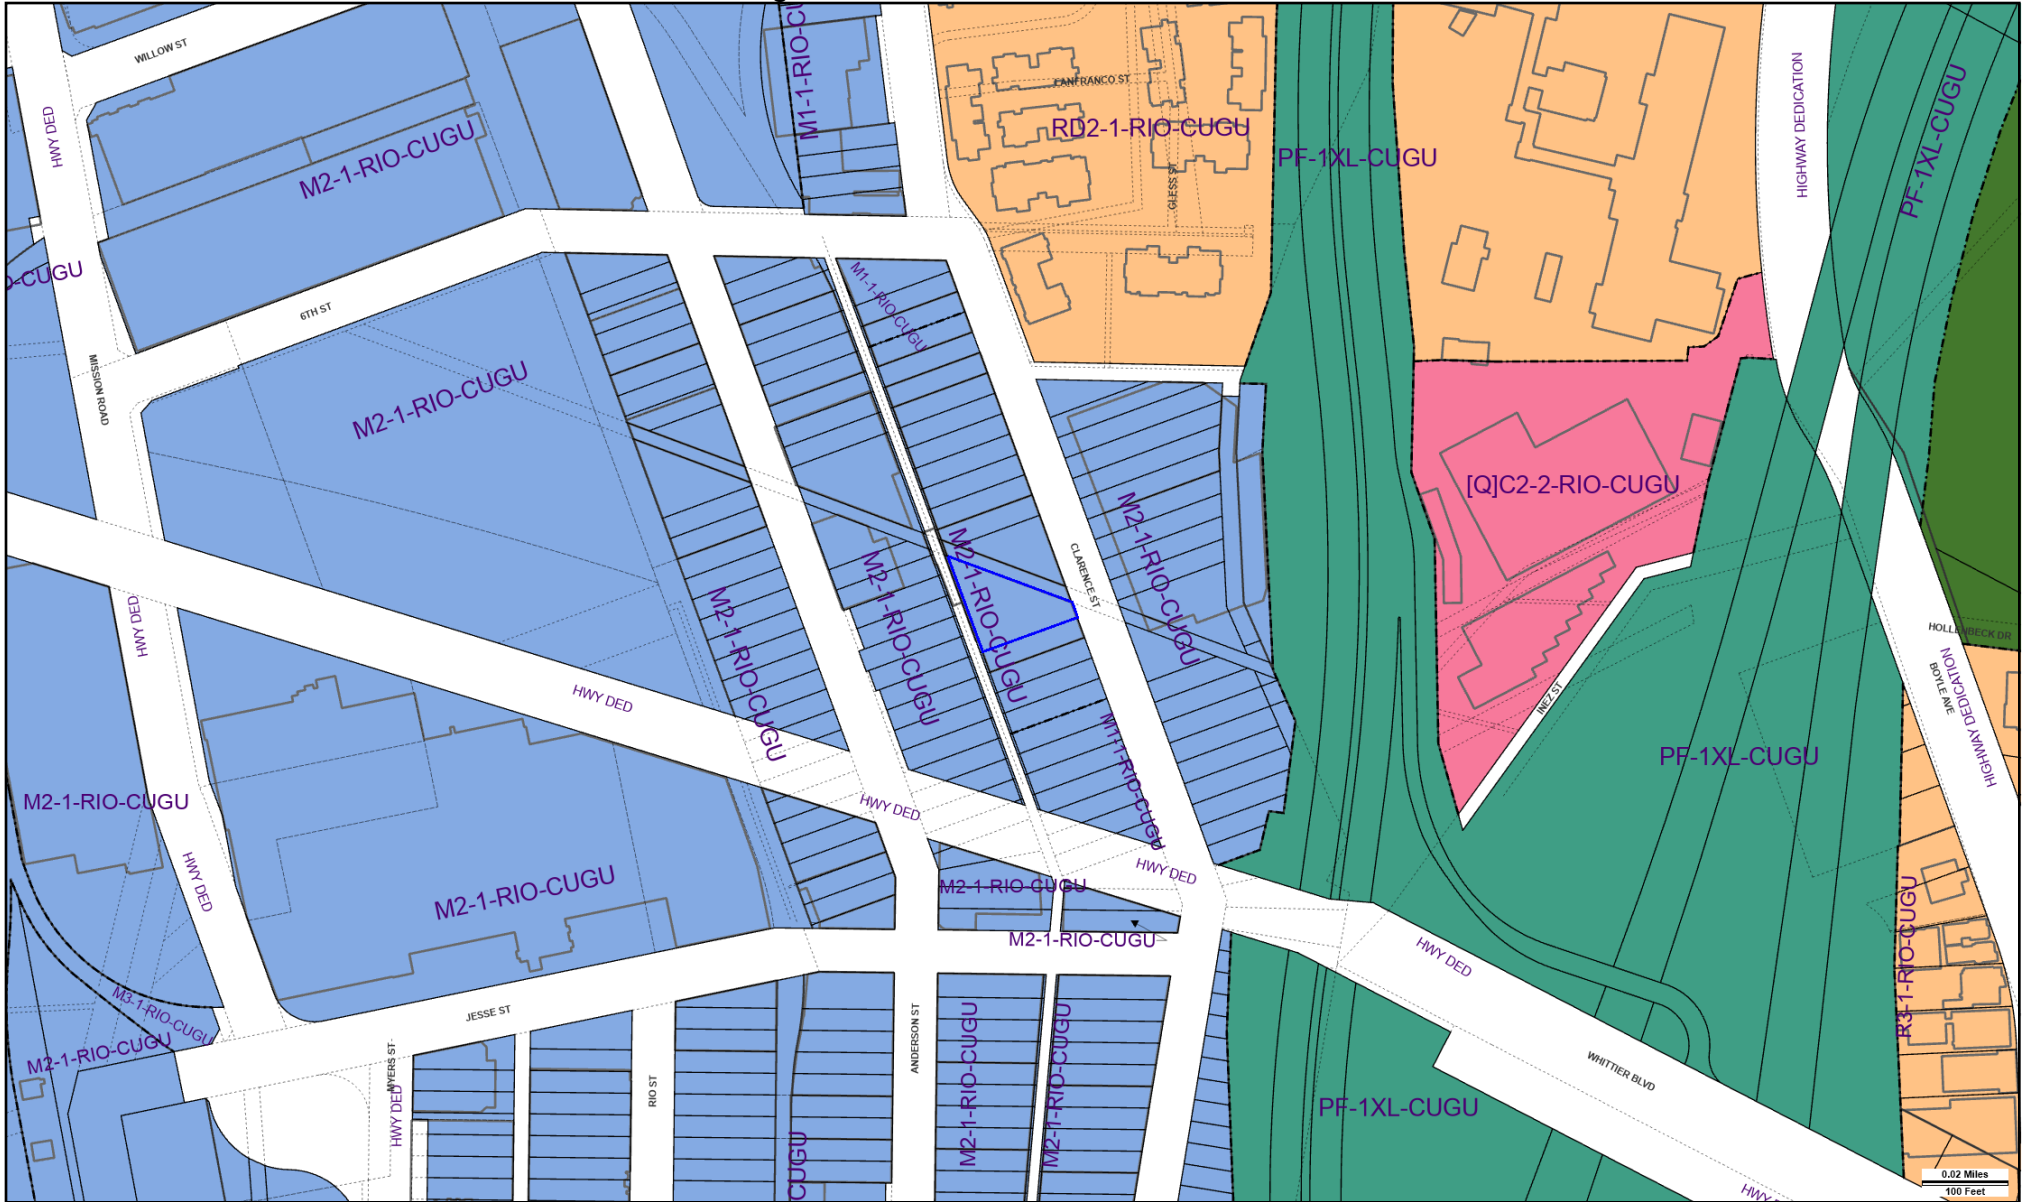 WILLOW ST
M1-1-RIO-CU
HWY DED
M2-1-RIO-CUGU
LANFRANCO ST
RD2-1-RIO-CUGU
GLESS ST
PF-1XL-CUGU
HIGHWAY DEDICATION
PF-1XL-CUGU
O-CUGU
6TH ST
M1-1-RIO-CUGU
MISSION ROAD
M2-1-RIO-CUGU
[Q]C2-2-RIO-CUGU
M2-1-RIO-CUGU
CLARENCE ST
M2-1-RIO-CUGU
M2-1-RIO-CUGU
M2-1-RIO-CUGU
HWY DED
HWY DED
HOLLENBECK DR
BOYLE AVE
HIGHWAY DEDICATION
INEZ ST
M1-1-RIO-CUGU
PF-1XL-CUGU
M2-1-RIO-CUGU
HWY DED
HWY DED
HWY DED
M2-1-RIO-CUGU
M2-1-RIO-CUGU
M2-1-RIO-CUGU
HWY DED
R3-1-RIO-CUGU
M3-1-RIO-CUGU
M2-1-RIO-CUGU
JESSE ST
MYERS ST
HWY DED
RIO ST
ANDERSON ST
M2-1-RIO-CUGU
M2-1-RIO-CUGU
WHITTIER BLVD
PF-1XL-CUGU
CUGU
HWY
0.02 Miles
100 Feet